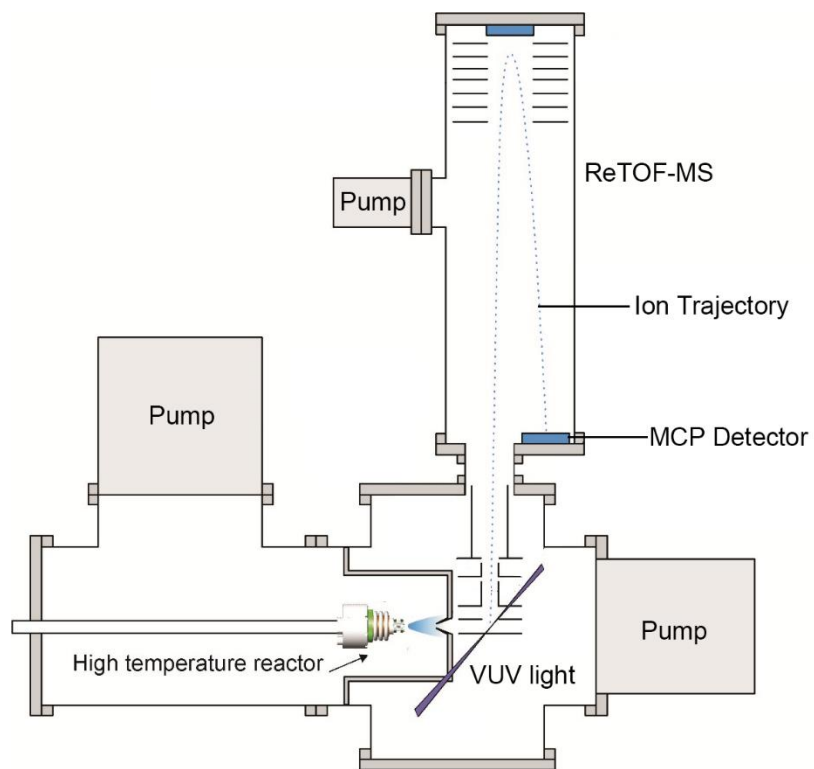 ReTOF-MS
Pump
Ion Trajectory
Pump
MCP Detector
High temperature reactor
VUV light
Pump